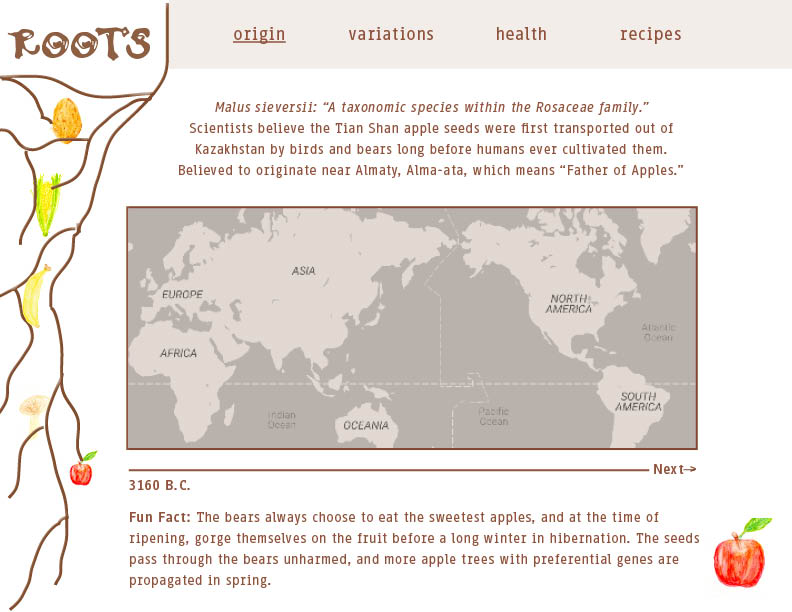 ROOTS
origin
variations
health
recipes
Malus sieversii: “A taxonomic species within the Rosaceae family.”
Scientists believe the Tian Shan apple seeds were first transported out of
Kazakhstan by birds and bears long before humans ever cultivated them.
Believed to originate near Almaty, Alma-ata, which means “Father of Apples.”
ASIA
EUROPE
NORTH
AMERICA
Atlantic
Ocean
AFRICA
SOUTH
AMERICA
Indian
Ocean
Pacific
Ocean
OCEANIA
Next
3160 B.C.
Fun Fact: The bears always choose to eat the sweetest apples, and at the time of
ripening, gorge themselves on the fruit before a long winter in hibernation. The seeds
pass through the bears unharmed, and more apple trees with preferential genes are
propagated in spring.